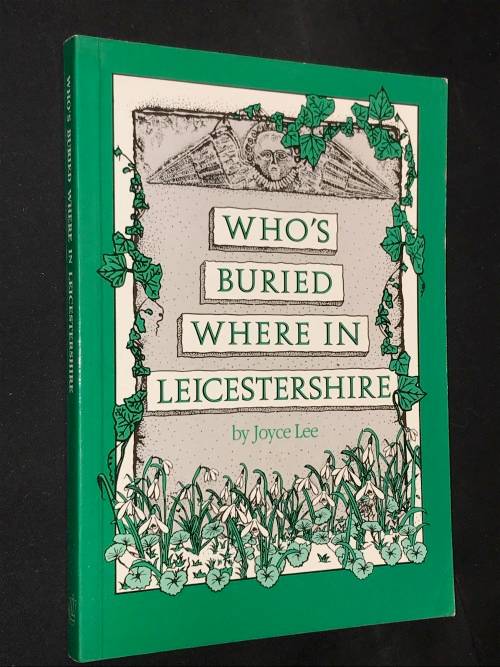 WHO'S BURIED WHERE IN LEICESTERSHIRE
WHO'S
BURIED
WHERE IN
LEICESTERSHIRE
by Joyce Lee